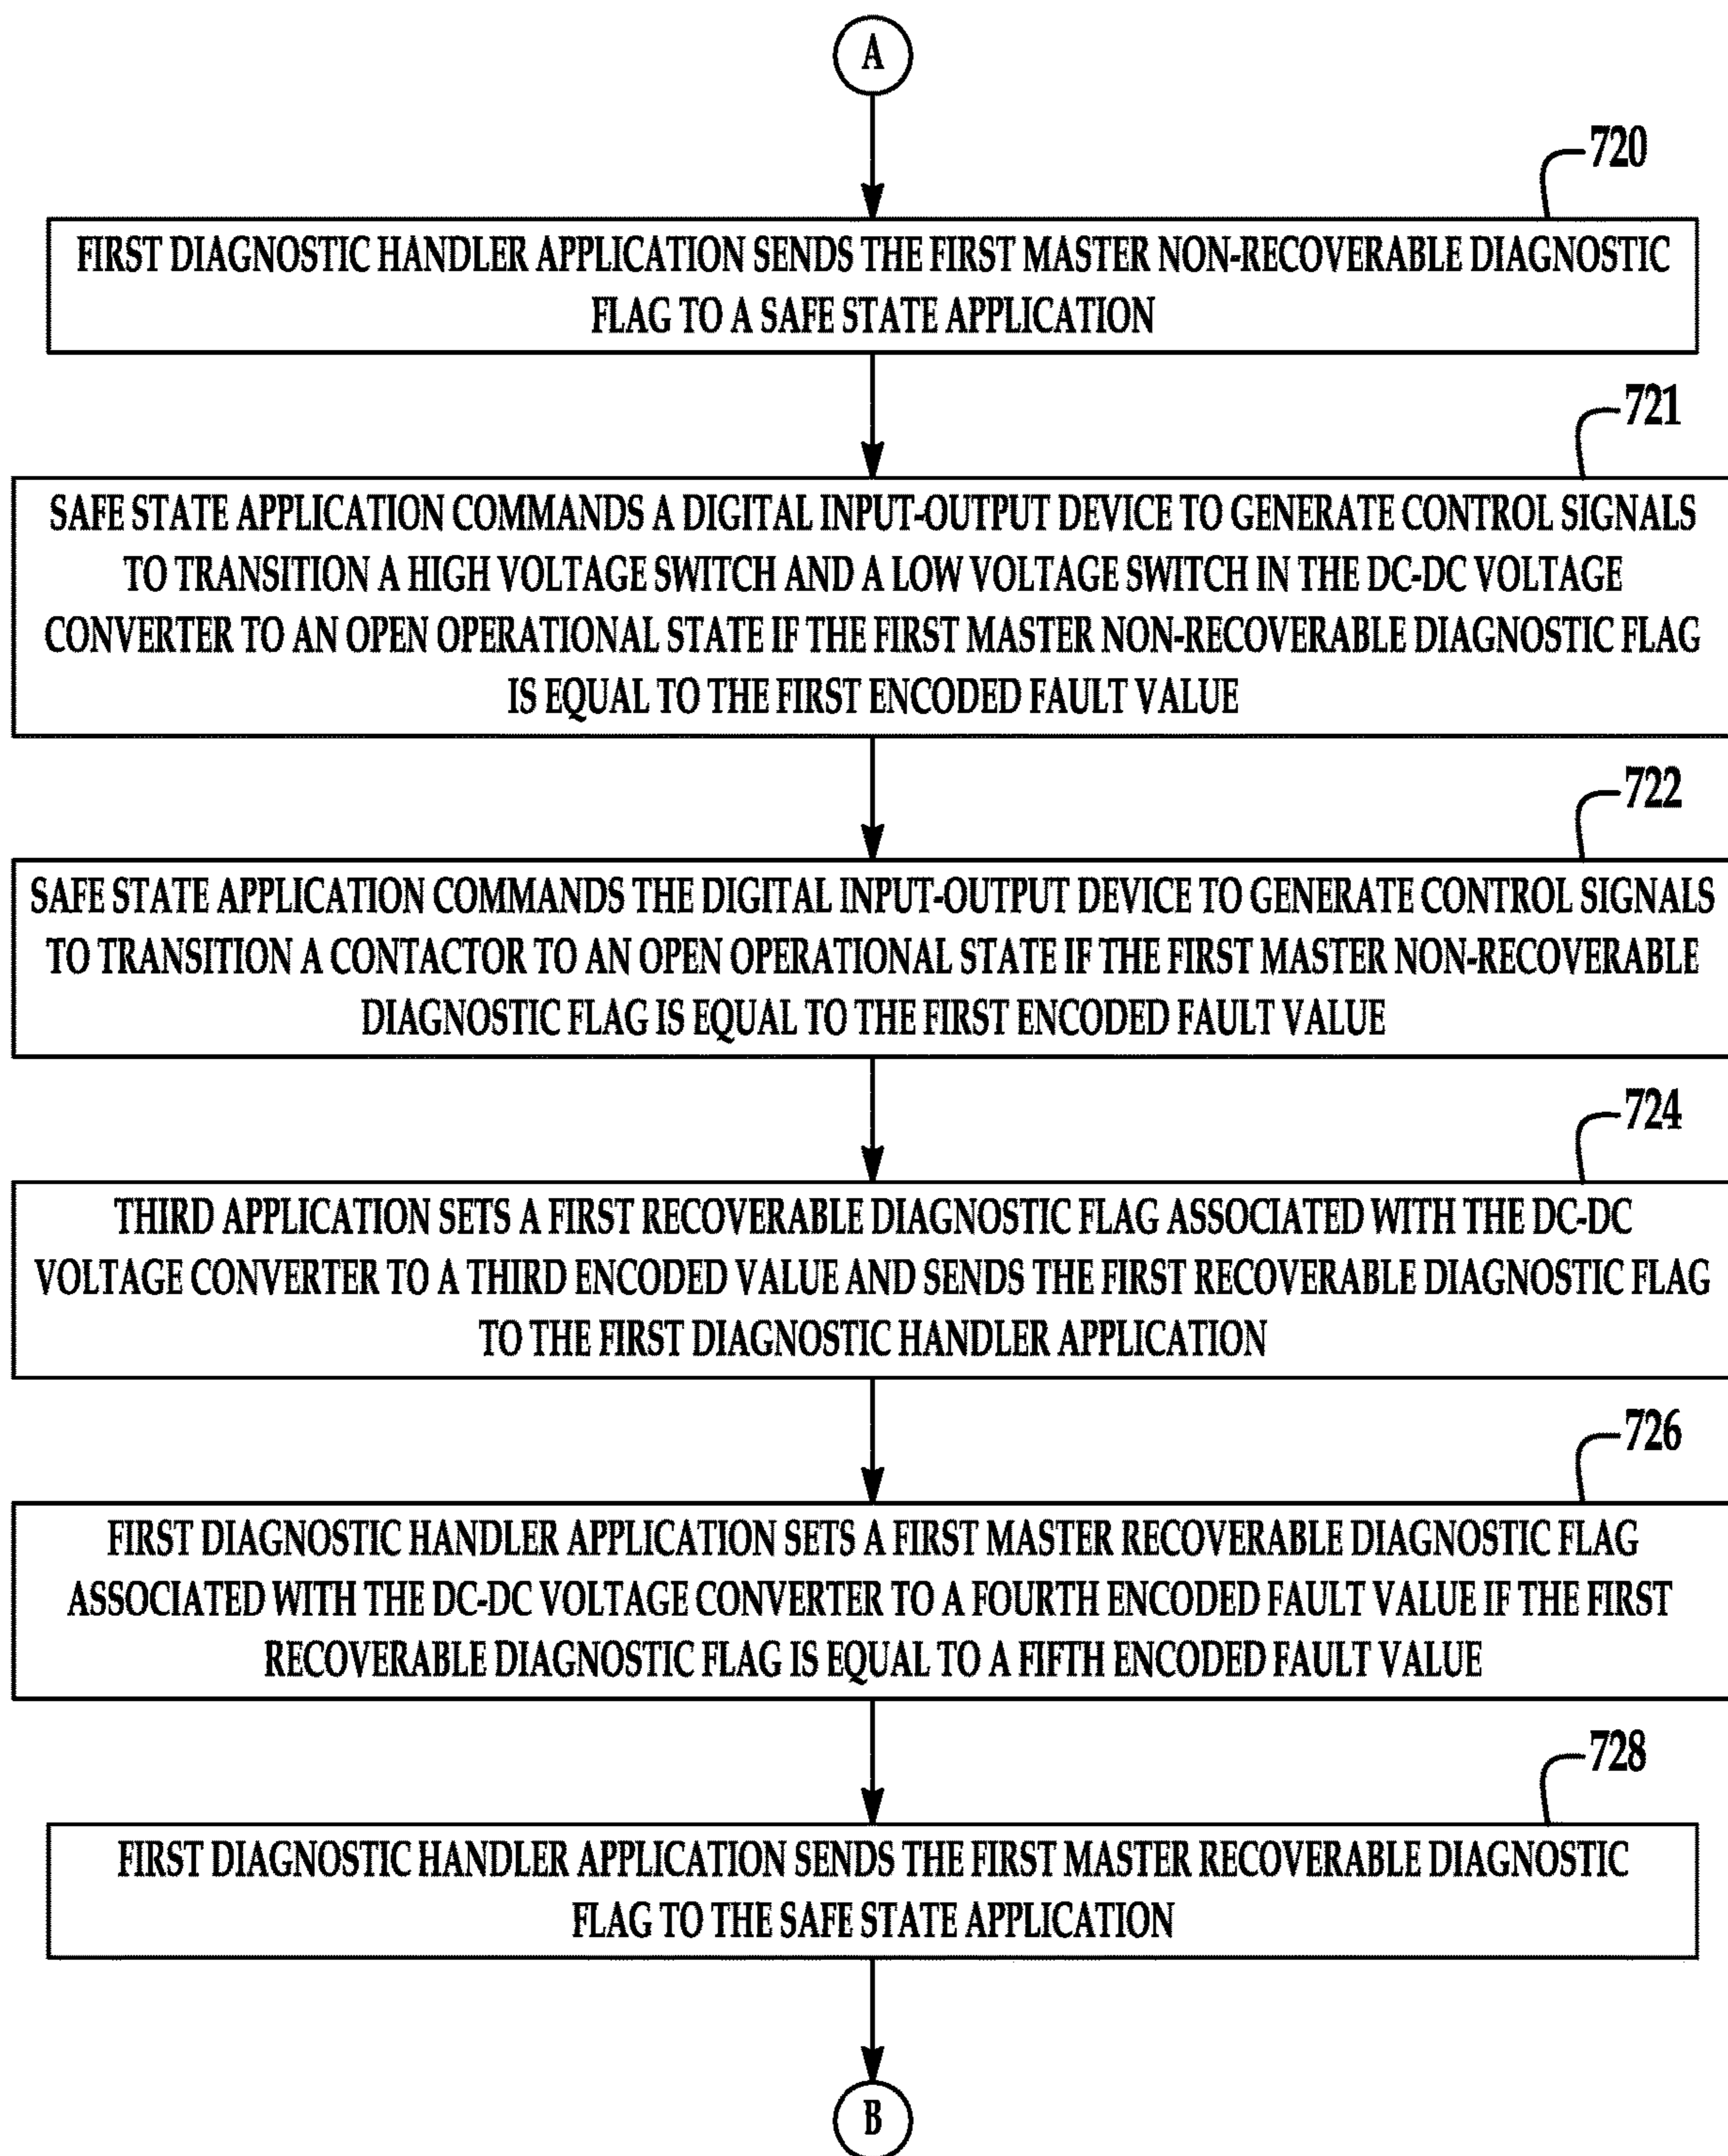 A
720
FIRST DIAGNOSTIC HANDLER APPLICATION SENDS THE FIRST MASTER NON-RECOVERABLE DIAGNOSTIC
FLAG TO A SAFE STATE APPLICATION
721
SAFE STATE APPLICATION COMMANDS A DIGITAL INPUT-OUTPUT DEVICE TO GENERATE CONTROL SIGNALS
TO TRANSITION A HIGH VOLTAGE SWITCH AND A LOW VOLTAGE SWITCH IN THE DC-DC VOLTAGE
CONVERTER TO AN OPEN OPERATIONAL STATE IF THE FIRST MASTER NON-RECOVERABLE DIAGNOSTIC FLAG
IS EQUAL TO THE FIRST ENCODED FAULT VALUE
722
SAFE STATE APPLICATION COMMANDS THE DIGITAL INPUT-OUTPUT DEVICE TO GENERATE CONTROL SIGNALS
TO TRANSITION A CONTACTOR TO AN OPEN OPERATIONAL STATE IF THE FIRST MASTER NON-RECOVERABLE
DIAGNOSTIC FLAG IS EQUAL TO THE FIRST ENCODED FAULT VALUE
724
THIRD APPLICATION SETS A FIRST RECOVERABLE DIAGNOSTIC FLAG ASSOCIATED WITH THE DC-DC
VOLTAGE CONVERTER TO A THIRD ENCODED VALUE AND SENDS THE FIRST RECOVERABLE DIAGNOSTIC FLAG
TO THE FIRST DIAGNOSTIC HANDLER APPLICATION
726
FIRST DIAGNOSTIC HANDLER APPLICATION SETS A FIRST MASTER RECOVERABLE DIAGNOSTIC FLAG
ASSOCIATED WITH THE DC-DC VOLTAGE CONVERTER TO A FOURTH ENCODED FAULT VALUE IF THE FIRST
RECOVERABLE DIAGNOSTIC FLAG IS EQUAL TO A FIFTH ENCODED FAULT VALUE
728
FIRST DIAGNOSTIC HANDLER APPLICATION SENDS THE FIRST MASTER RECOVERABLE DIAGNOSTIC
FLAG TO THE SAFE STATE APPLICATION
B